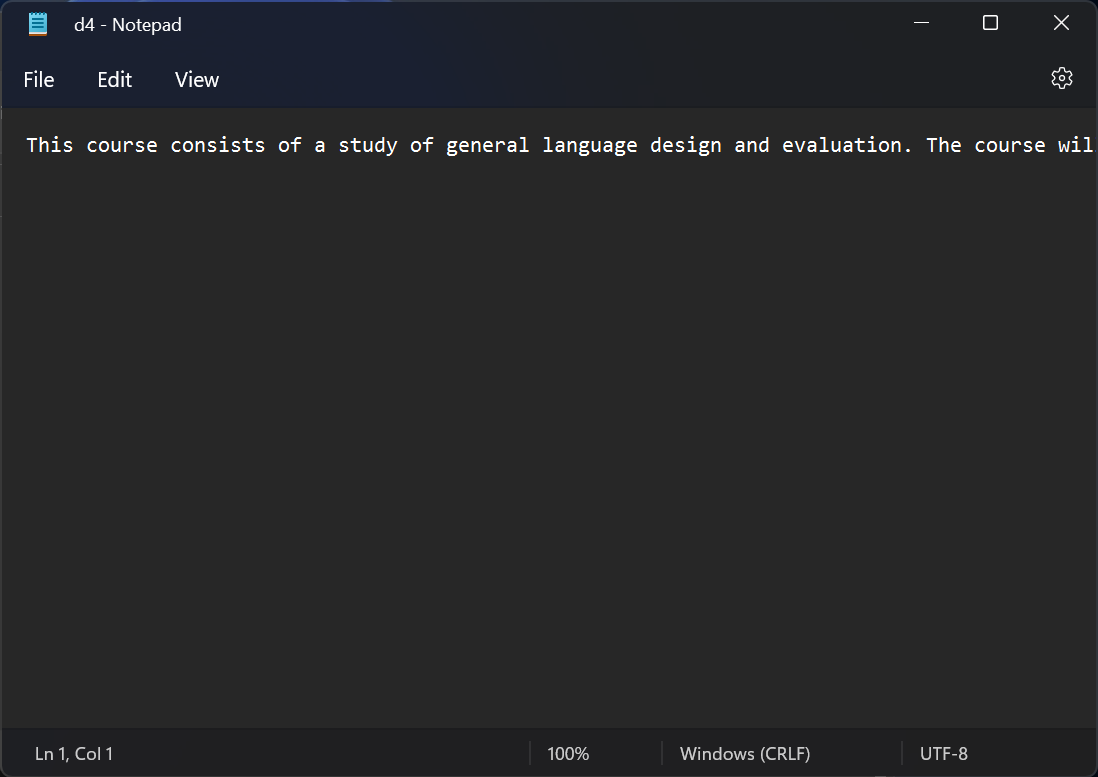 d4 - Notepad
File Edit View
This course consists of a study of general language design and evaluation. The course wil
Ln 1, Col 1 100% Windows (CRLF) UTF-8